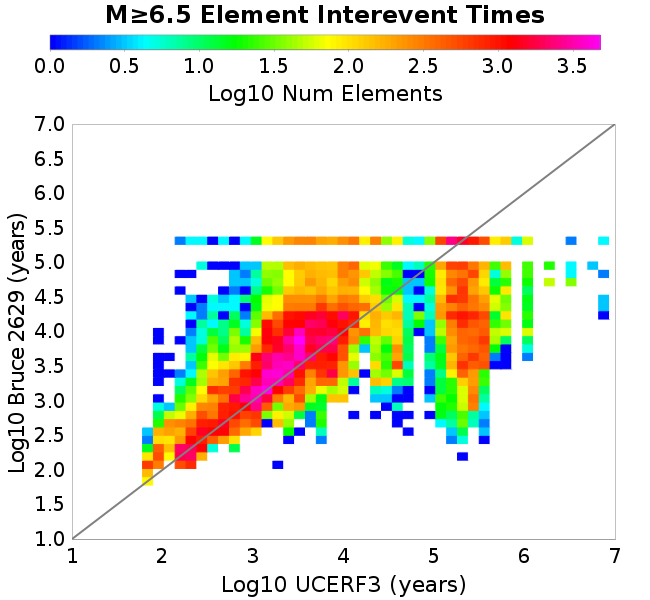 M≥6.5 Element Interevent Times
0.0 0.5 1.0 1.5 2.0 2.5 3.0 3.5
Log10 Num Elements
7.0
6.5
6.0
5.5
5.0
4.5
4.0
3.5
3.0
2.5
2.0
1.5
1.0
Log10 Bruce 2629 (years)
1 2 3 4 5 6 7
Log10 UCERF3 (years)